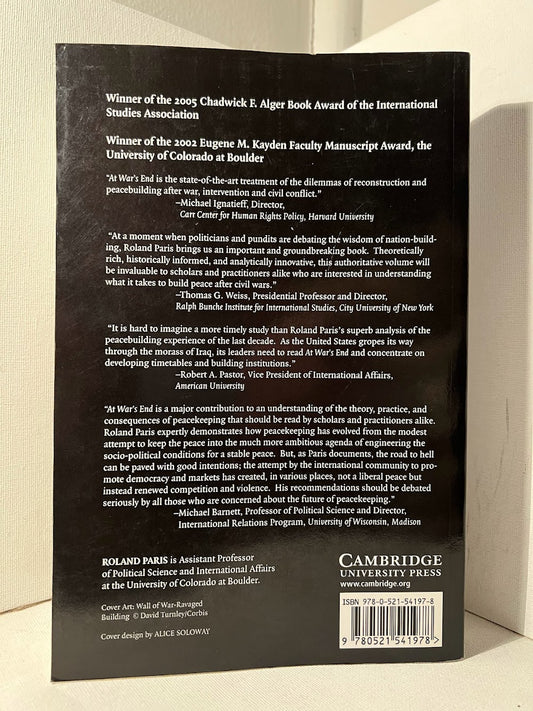 Winner of the 2005 Chadwick F. Alger Book Award of the International
Studies Association
Winner of the 2002 Eugene M. Kayden Faculty Manuscript Award, the
University of Colorado at Boulder
"At War's End is the state-of-the-art treatment of the dilemmas of reconstruction and
peacebuilding after war, intervention and civil conflict."
–Michael Ignatieff, Director,
Carr Center for Human Rights Policy, Harvard University
"At a moment when politicians and pundits are debating the wisdom of nation-build-
ing, Roland Paris brings us an important and groundbreaking book. Theoretically
rich, historically informed, and analytically innovative, this authoritative volume will
be invaluable to scholars and practitioners alike who are interested in understanding
what it takes to build peace after civil wars."
–Thomas G. Weiss, Presidential Professor and Director,
Ralph Bunche Institute for International Studies, City University of New York
"It is hard to imagine a more timely study than Roland Paris's superb analysis of the
peacebuilding experience of the last decade. As the United States gropes its way
through the morass of Iraq, its leaders need to read At War's End and concentrate on
developing timetables and building institutions."
–Robert A. Pastor, Vice President of International Affairs,
American University
"At War's End is a major contribution to an understanding of the theory, practice, and
consequences of peacekeeping that should be read by scholars and practitioners alike.
Roland Paris expertly demonstrates how peacekeeping has evolved from the modest
attempt to keep the peace into the much more ambitious agenda of engineering the
socio-political conditions for a stable peace. But, as Paris documents, the road to hell
can be paved with good intentions; the attempt by the international community to pro-
mote democracy and markets has created, in various places, not a liberal peace but
instead renewed competition and violence. His recommendations should be debated
seriously by all those who are concerned about the future of peacekeeping."
–Michael Barnett, Professor of Political Science and Director,
International Relations Program, University of Wisconsin, Madison
ROLAND PARIS is Assistant Professor
of Political Science and International Affairs
at the University of Colorado at Boulder.
Cover Art: Wall of War-Ravaged
Building © David Turnley/Corbis
Cover design by ALICE SOLOWAY
CAMBRIDGE
UNIVERSITY PRESS
www.cambridge.org
ISBN 978-0-521-54197-8
9 780521 541978 >